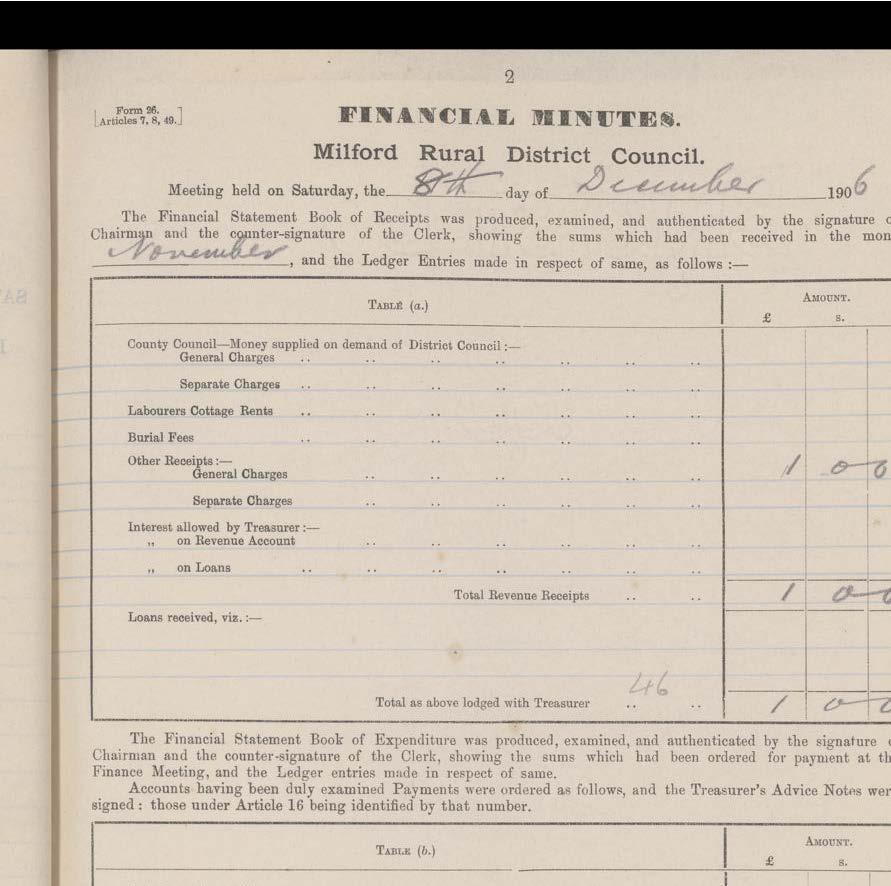 2
Form 26.
Articles 7, 8, 49.
FINANCIAL MINUTES.
Milford Rural District Council.
Meeting held on Saturday, the 8th day of December 1906
The Financial Statement Book of Receipts was produced, examined, and authenticated by the signature
Chairman and the counter-signature of the Clerk, showing the sums which had been received in the mon
November, and the Ledger Entries made in respect of same, as follows :—
TABLE (a.) AMOUNT.
£ s.
County Council—Money supplied on demand of District Council :—
General Charges .. .. .. .. .. .. ..
Separate Charges .. .. .. .. .. .. ..
Labourers Cottage Rents .. .. .. .. .. .. ..
Burial Fees .. .. .. .. .. .. ..
Other Receipts :—
General Charges .. .. .. .. .. .. 1 0 0
Separate Charges .. .. .. .. .. ..
Interest allowed by Treasurer :—
„ on Revenue Account .. .. .. .. .. ..
„ on Loans .. .. .. .. .. .. ..
Total Revenue Receipts .. .. 1 0 0
Loans received, viz. :—
46
Total as above lodged with Treasurer .. .. 1 0 0
The Financial Statement Book of Expenditure was produced, examined, and authenticated by the signature
Chairman and the counter-signature of the Clerk, showing the sums which had been ordered for payment at th
Finance Meeting, and the Ledger entries made in respect of same.
Accounts having been duly examined Payments were ordered as follows, and the Treasurer's Advice Notes wer
signed : those under Article 16 being identified by that number.
TABLE (b.) AMOUNT.
£ s.